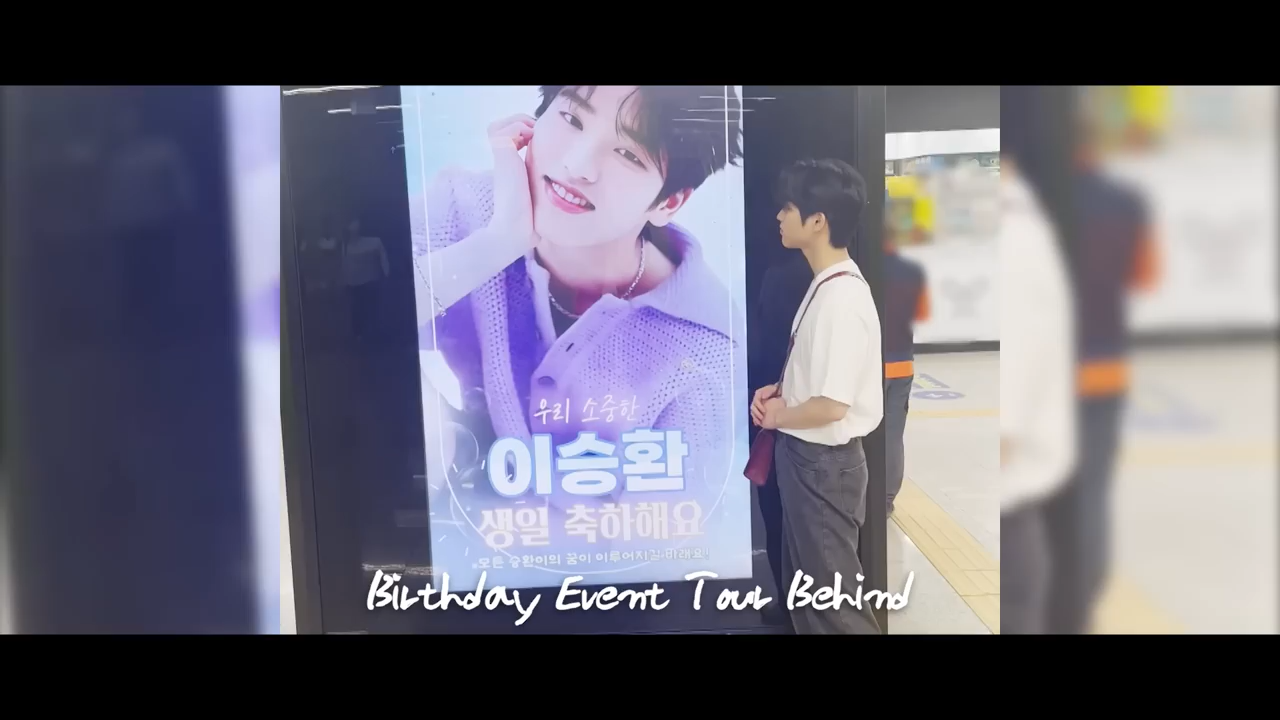 우리 소중한
이승환
생일 축하해요
모든 승환이의 꿈이 이루어지길 바래요!
Birthday Event Tour Behind